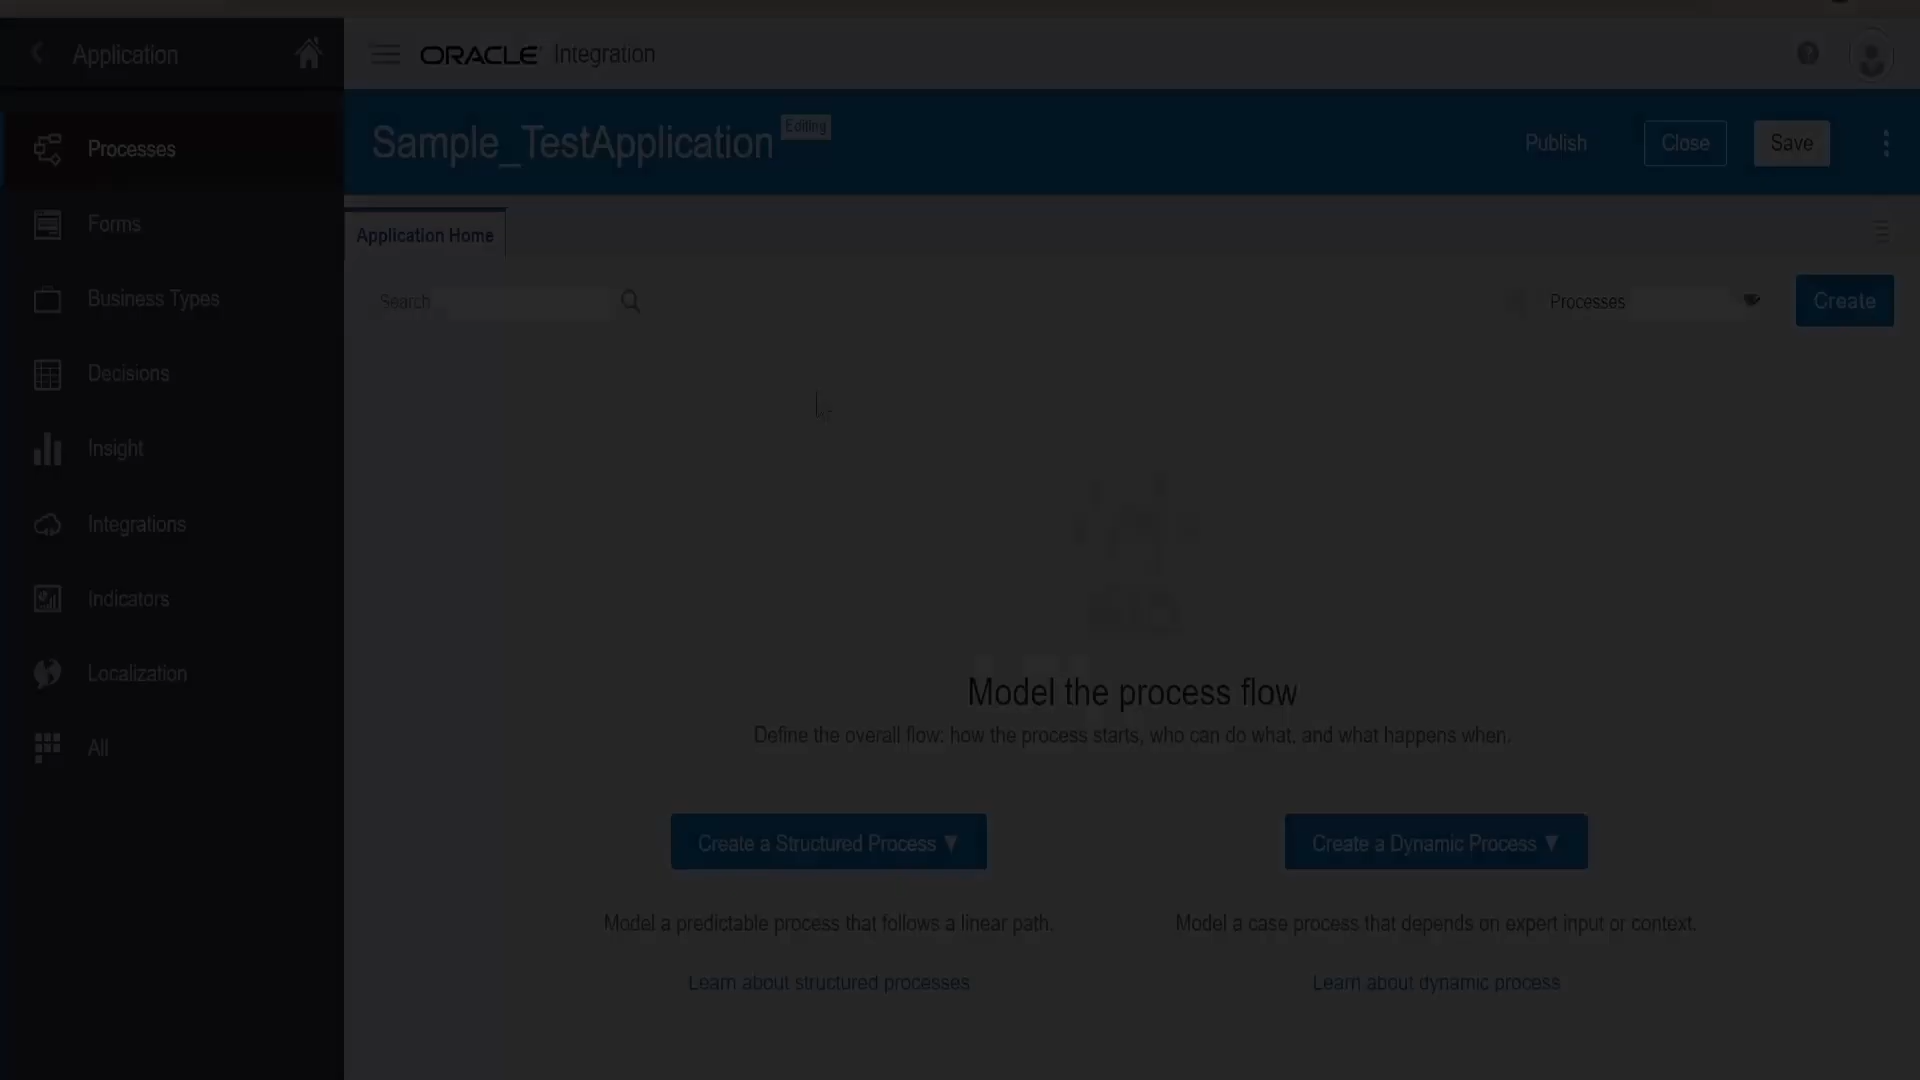 Application
ORACLE Integration
Processes
Sample_TestApplication
Editing
Publish
Close
Save
Forms
Application Home
Business Types
Search
Processes
Create
Decisions
Insight
Integrations
Indicators
Localization
Model the process flow
Define the overall flow: how the process starts, who can do what, and what happens when.
All
Create a Structured Process ▼
Create a Dynamic Process ▼
Model a predictable process that follows a linear path.
Model a case process that depends on expert input or context.
Learn about structured processes
Learn about dynamic process